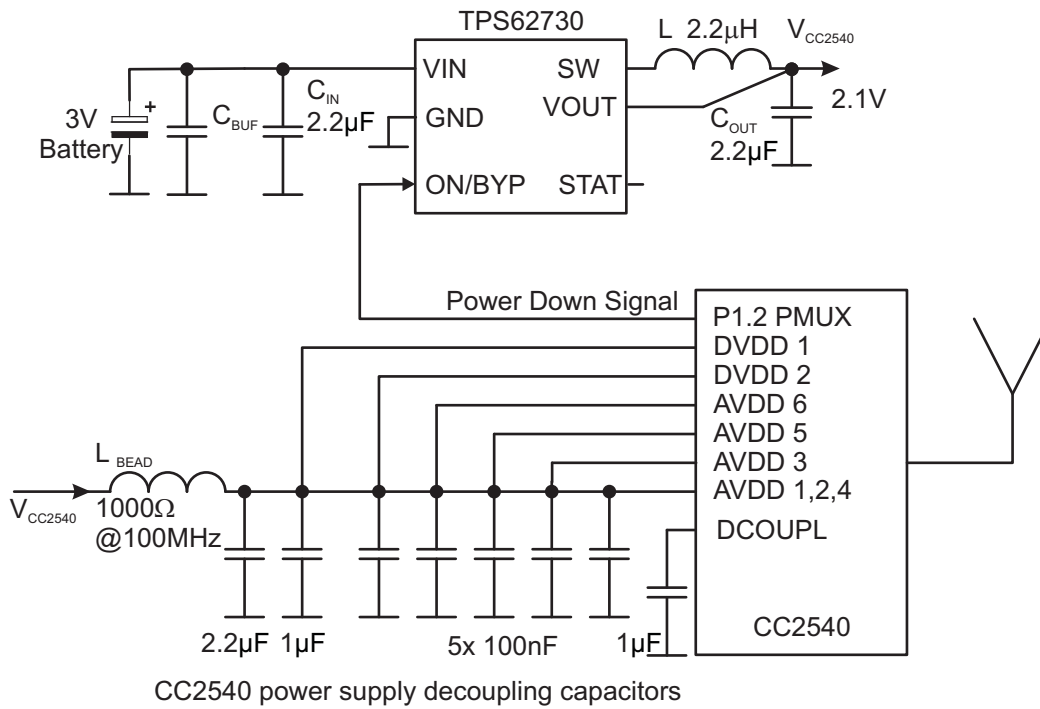 TPS62730
L 2.2μH
VCC2540
VIN
SW
CIN
2.2μF
VOUT
2.1V
+
3V
Battery
CBUF
GND
COUT
2.2μF
ON/BYP
STAT
Power Down Signal
P1.2 PMUX
DVDD 1
DVDD 2
AVDD 6
AVDD 5
AVDD 3
AVDD 1,2,4
LBEAD
VCC2540
1000Ω
@100MHz
DCOUPL
2.2μF
1μF
5x 100nF
1μF
CC2540
CC2540 power supply decoupling capacitors